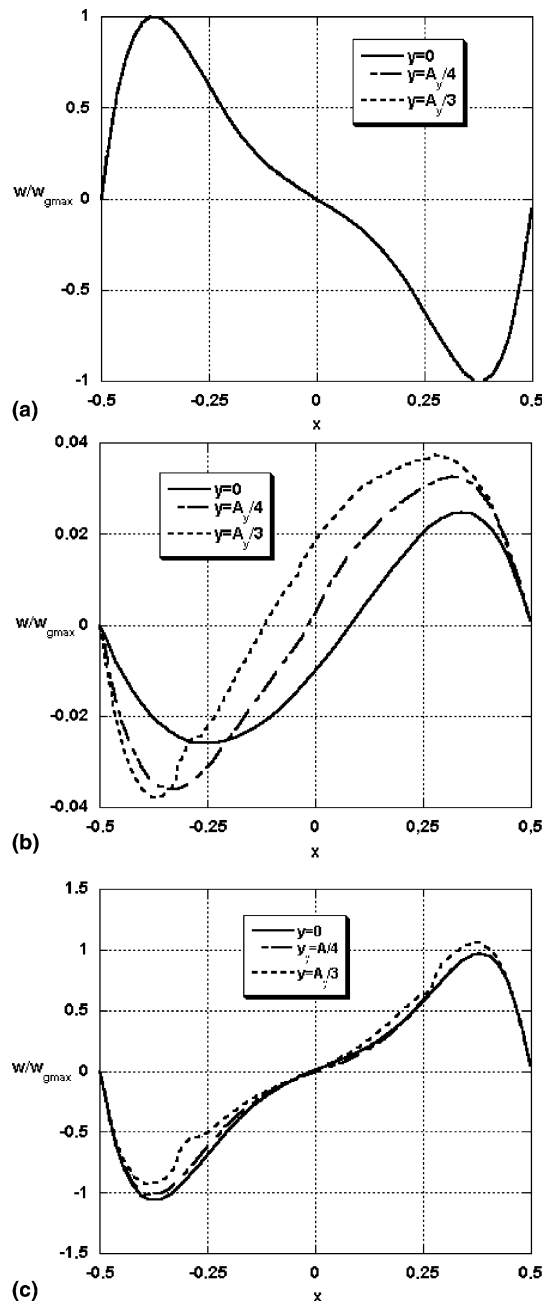 1
0.5
w/w_gmax 0
-0.5
-1
-0.5 -0,25 0 0,25 0.5
x
y=0
y=A_y/4
y=A_y/3
(a)
0.04
0.02
w/w_gmax 0
-0.02
-0.04
-0.5 -0,25 0 0,25 0.5
x
y=0
y=A_y/4
y=A_y/3
(b)
1.5
1
0.5
w/w_gmax 0
-0.5
-1
-1.5
-0.5 -0,25 0 0,25 0.5
x
y=0
y_y=A/4
y=A_y/3
(c)